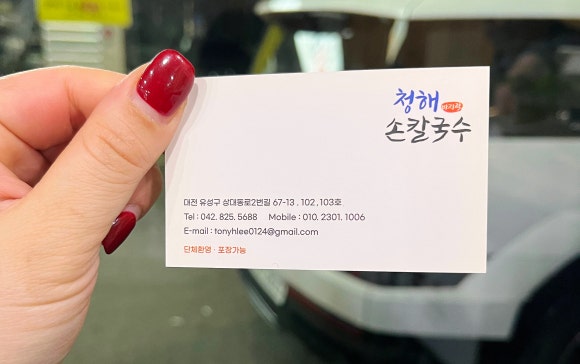 청해 바지락
손칼국수
대전 유성구 상대동로2번길 67-13 . 102 , 103호
Tel : 042. 825. 5688 Mobile : 010. 2301. 1006
E-mail : tonyhlee0124@gmail.com
단체환영 · 포장가능